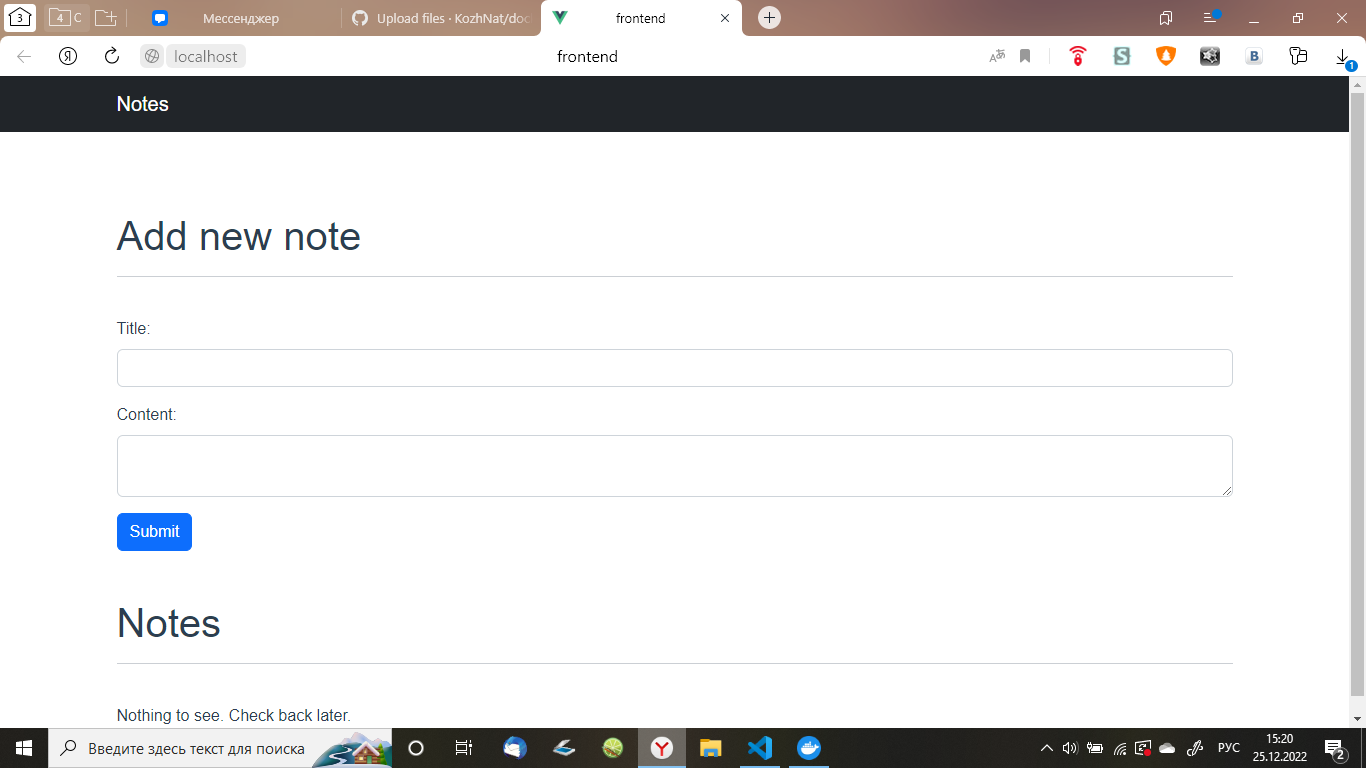 3
4 C
Мессенджер
Upload files · KozhNat/doc
frontend
localhost
frontend
1
Notes
Add new note
Title:
Content:
Submit
Notes
Nothing to see. Check back later.
Введите здесь текст для поиска
РУС
15:20
25.12.2022
2